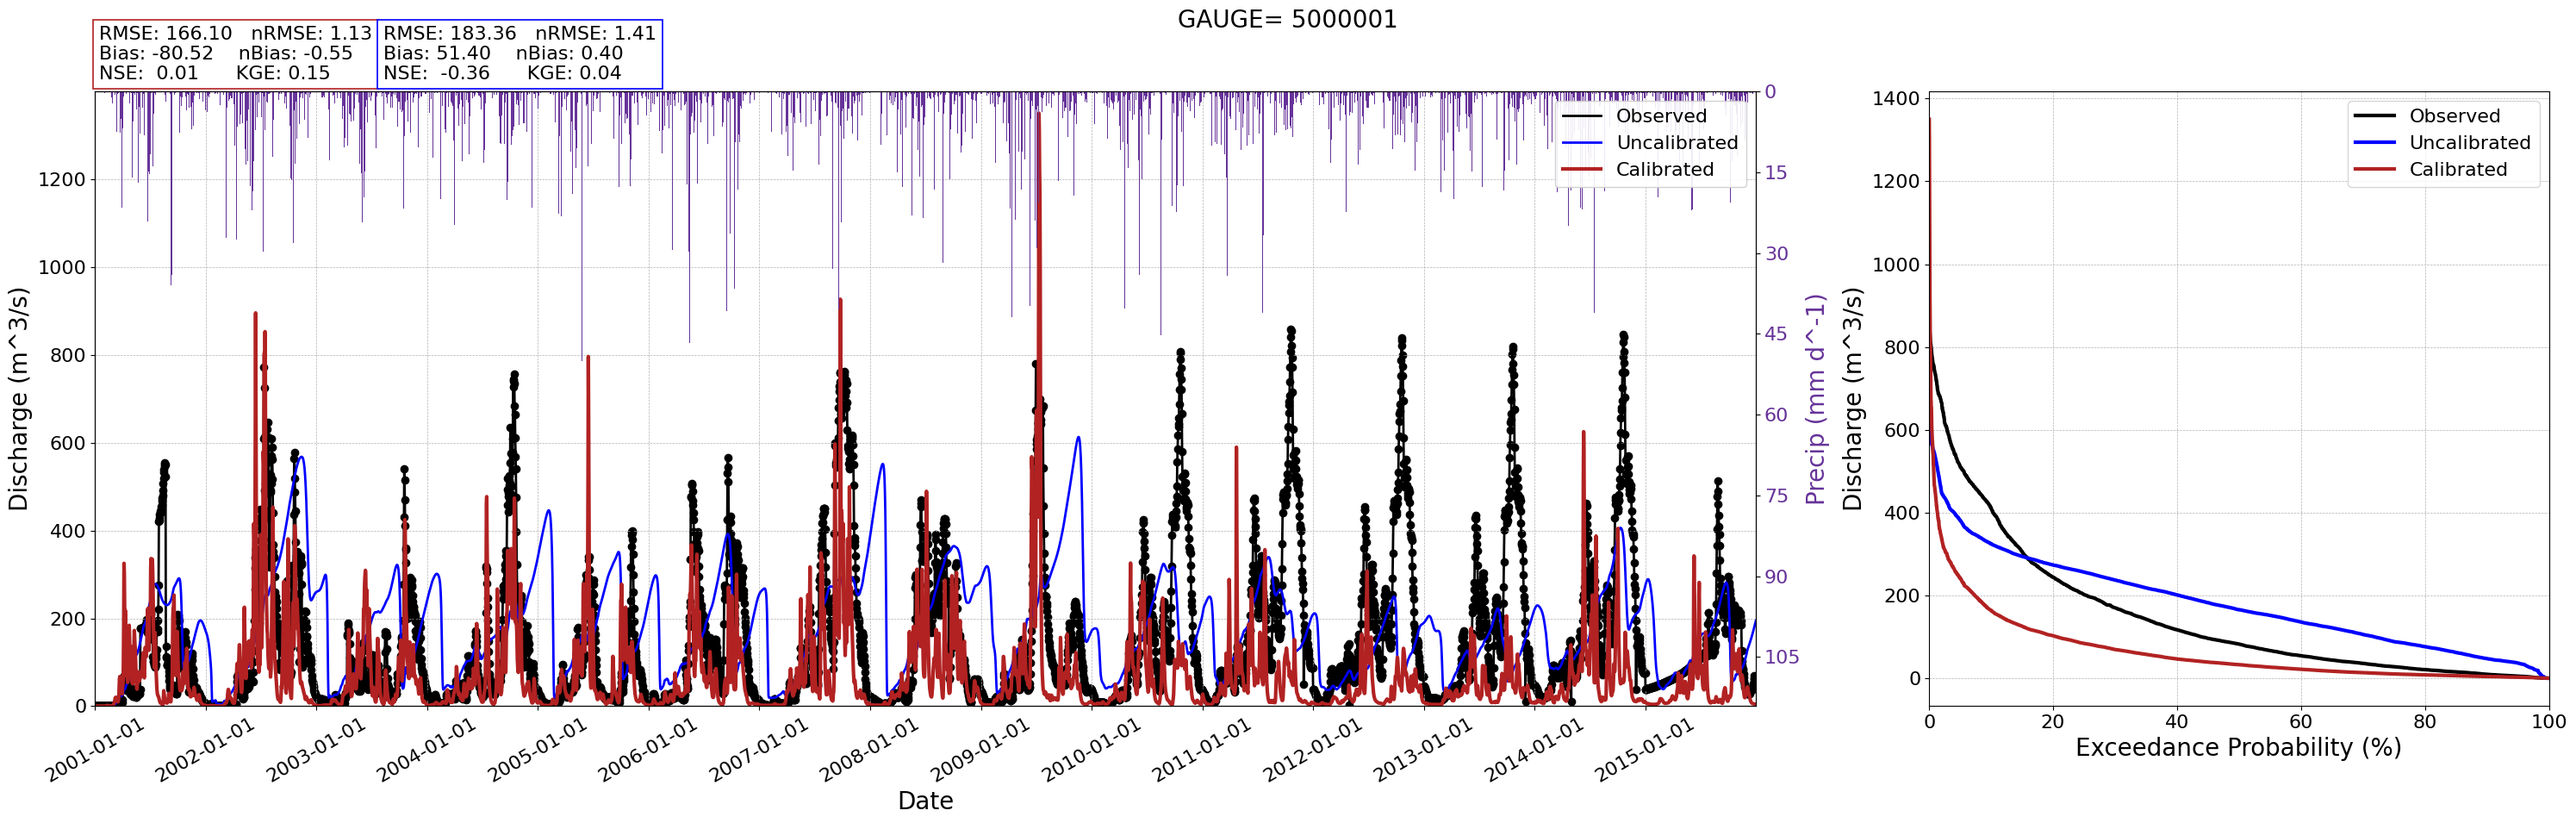 GAUGE= 5000001
RMSE: 166.10 nRMSE: 1.13
Bias: -80.52 nBias: -0.55
NSE: 0.01 KGE: 0.15
RMSE: 183.36 nRMSE: 1.41
Bias: 51.40 nBias: 0.40
NSE: -0.36 KGE: 0.04
Discharge (m^3/s)
1200
1000
800
600
400
200
0
Observed
Uncalibrated
Calibrated
0
15
30
45
60
75
90
105
Precip (mm d^-1)
2001-01-01
2002-01-01
2003-01-01
2004-01-01
2005-01-01
2006-01-01
2007-01-01
2008-01-01
2009-01-01
2010-01-01
2011-01-01
2012-01-01
2013-01-01
2014-01-01
2015-01-01
Date
Discharge (m^3/s)
1400
1200
1000
800
600
400
200
0
Observed
Uncalibrated
Calibrated
0 20 40 60 80 100
Exceedance Probability (%)